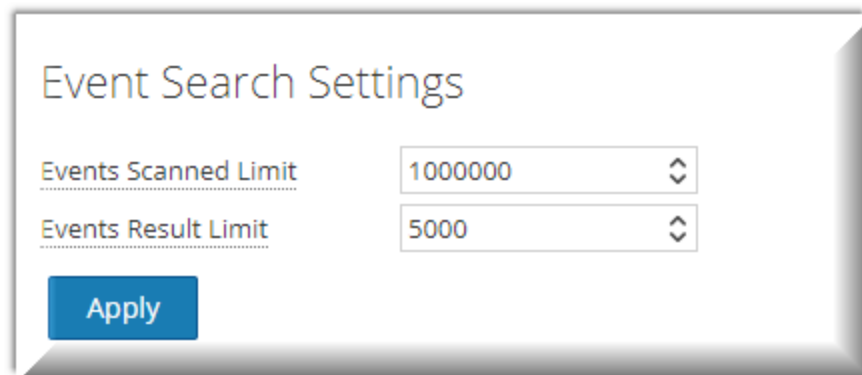 Event Search Settings
Events Scanned Limit 1000000
Events Result Limit 5000
Apply